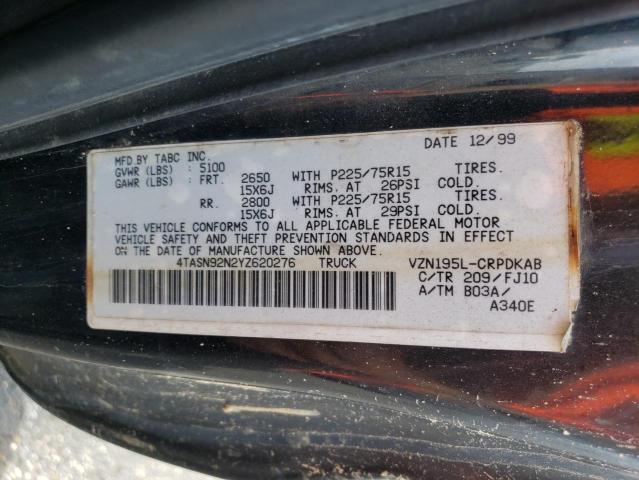 DATE 12/99
MFD BY TABC INC.
GVWR (LBS) : 5100
GAWR (LBS) : FRT. 2650 WITH P225/75R15 TIRES.
15X6J RIMS. AT 26PSI COLD.
RR. 2800 WITH P225/75R15 TIRES.
15X6J RIMS. AT 29PSI COLD.
THIS VEHICLE CONFORMS TO ALL APPLICABLE FEDERAL MOTOR
VEHICLE SAFETY AND THEFT PREVENTION STANDARDS IN EFFECT
ON THE DATE OF MANUFACTURE SHOWN ABOVE.
4TASN92N2YZ620276 TRUCK VZN195L-CRPDKAB
C/TR 209/FJ10
A/TM B03A/
A340E